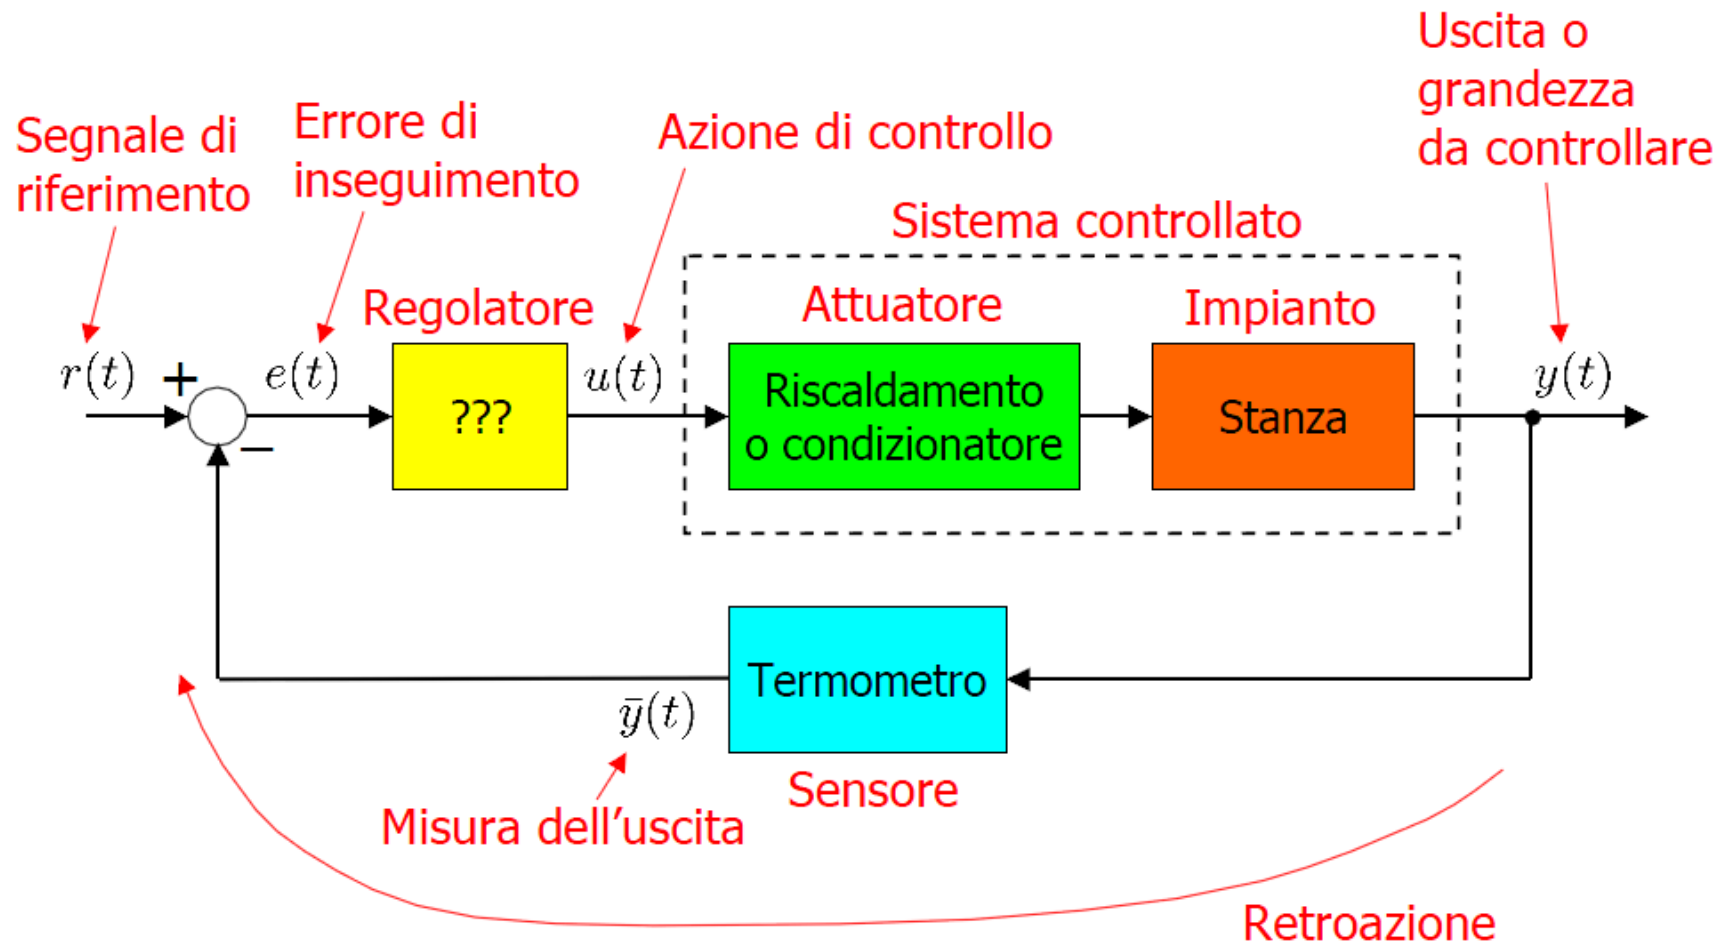 Uscita o
grandezza
da controllare
Segnale di
riferimento
Errore di
inseguimento
Azione di controllo
Sistema controllato
Regolatore
Attuatore
Impianto
r(t)
+
−
e(t)
???
u(t)
Riscaldamento
o condizionatore
Stanza
y(t)
Termometro
ȳ(t)
Sensore
Misura dell’uscita
Retroazione